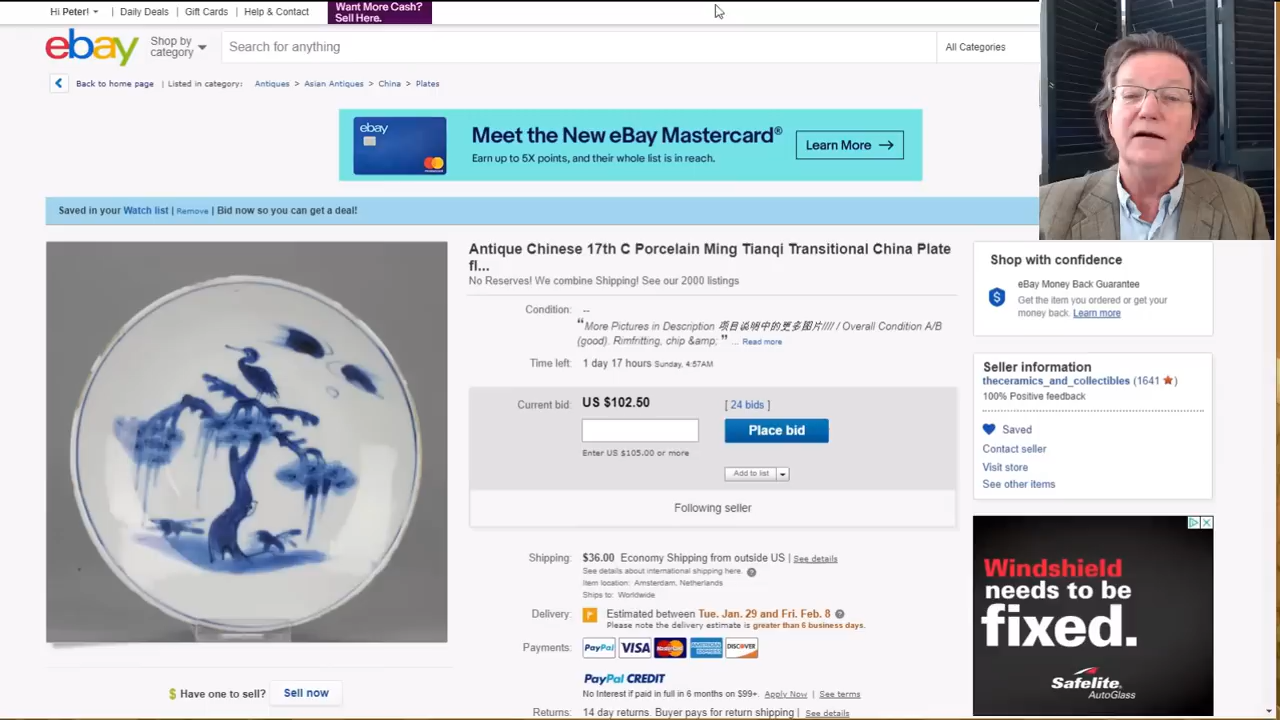 Hi Peter!
Daily Deals
Gift Cards
Help & Contact
Want More Cash?
Sell Here.
ebay
Shop by
category
Search for anything
All Categories
Back to home page
Listed in category:
Antiques > Asian Antiques > China > Plates
ebay
Meet the New eBay Mastercard®
Earn up to 5X points, and their whole list is in reach.
Learn More →
Saved in your Watch list | Remove | Bid now so you can get a deal!
Antique Chinese 17th C Porcelain Ming Tianqi Transitional China Plate
fl...
No Reserves! We combine Shipping! See our 2000 listings
Condition: --
“More Pictures in Description 项目说明中的更多图片//// / Overall Condition A/B
(good). Rimfritting, chip &amp; ” ... Read more
Time left: 1 day 17 hours Sunday, 4:57AM
Current bid: US $102.50 [ 24 bids ]
Place bid
Enter US $105.00 or more
Add to list
Following seller
Shipping: $36.00 Economy Shipping from outside US | See details
See details about international shipping here.
Item location: Amsterdam, Netherlands
Ships to: Worldwide
Delivery: Estimated between Tue. Jan. 29 and Fri. Feb. 8
Please note the delivery estimate is greater than 6 business days.
Payments: PayPal VISA MasterCard AMERICAN EXPRESS DISCOVER
PayPal CREDIT
No Interest if paid in full in 6 months on $99+. Apply Now | See terms
Returns: 14 day returns. Buyer pays for return shipping | See details
$ Have one to sell? Sell now
Shop with confidence
eBay Money Back Guarantee
Get the item you ordered or get your
money back. Learn more
Seller information
theceramics_and_collectibles (1641 ★)
100% Positive feedback
Saved
Contact seller
Visit store
See other items
Windshield
needs to be
fixed.
Safelite
AutoGlass